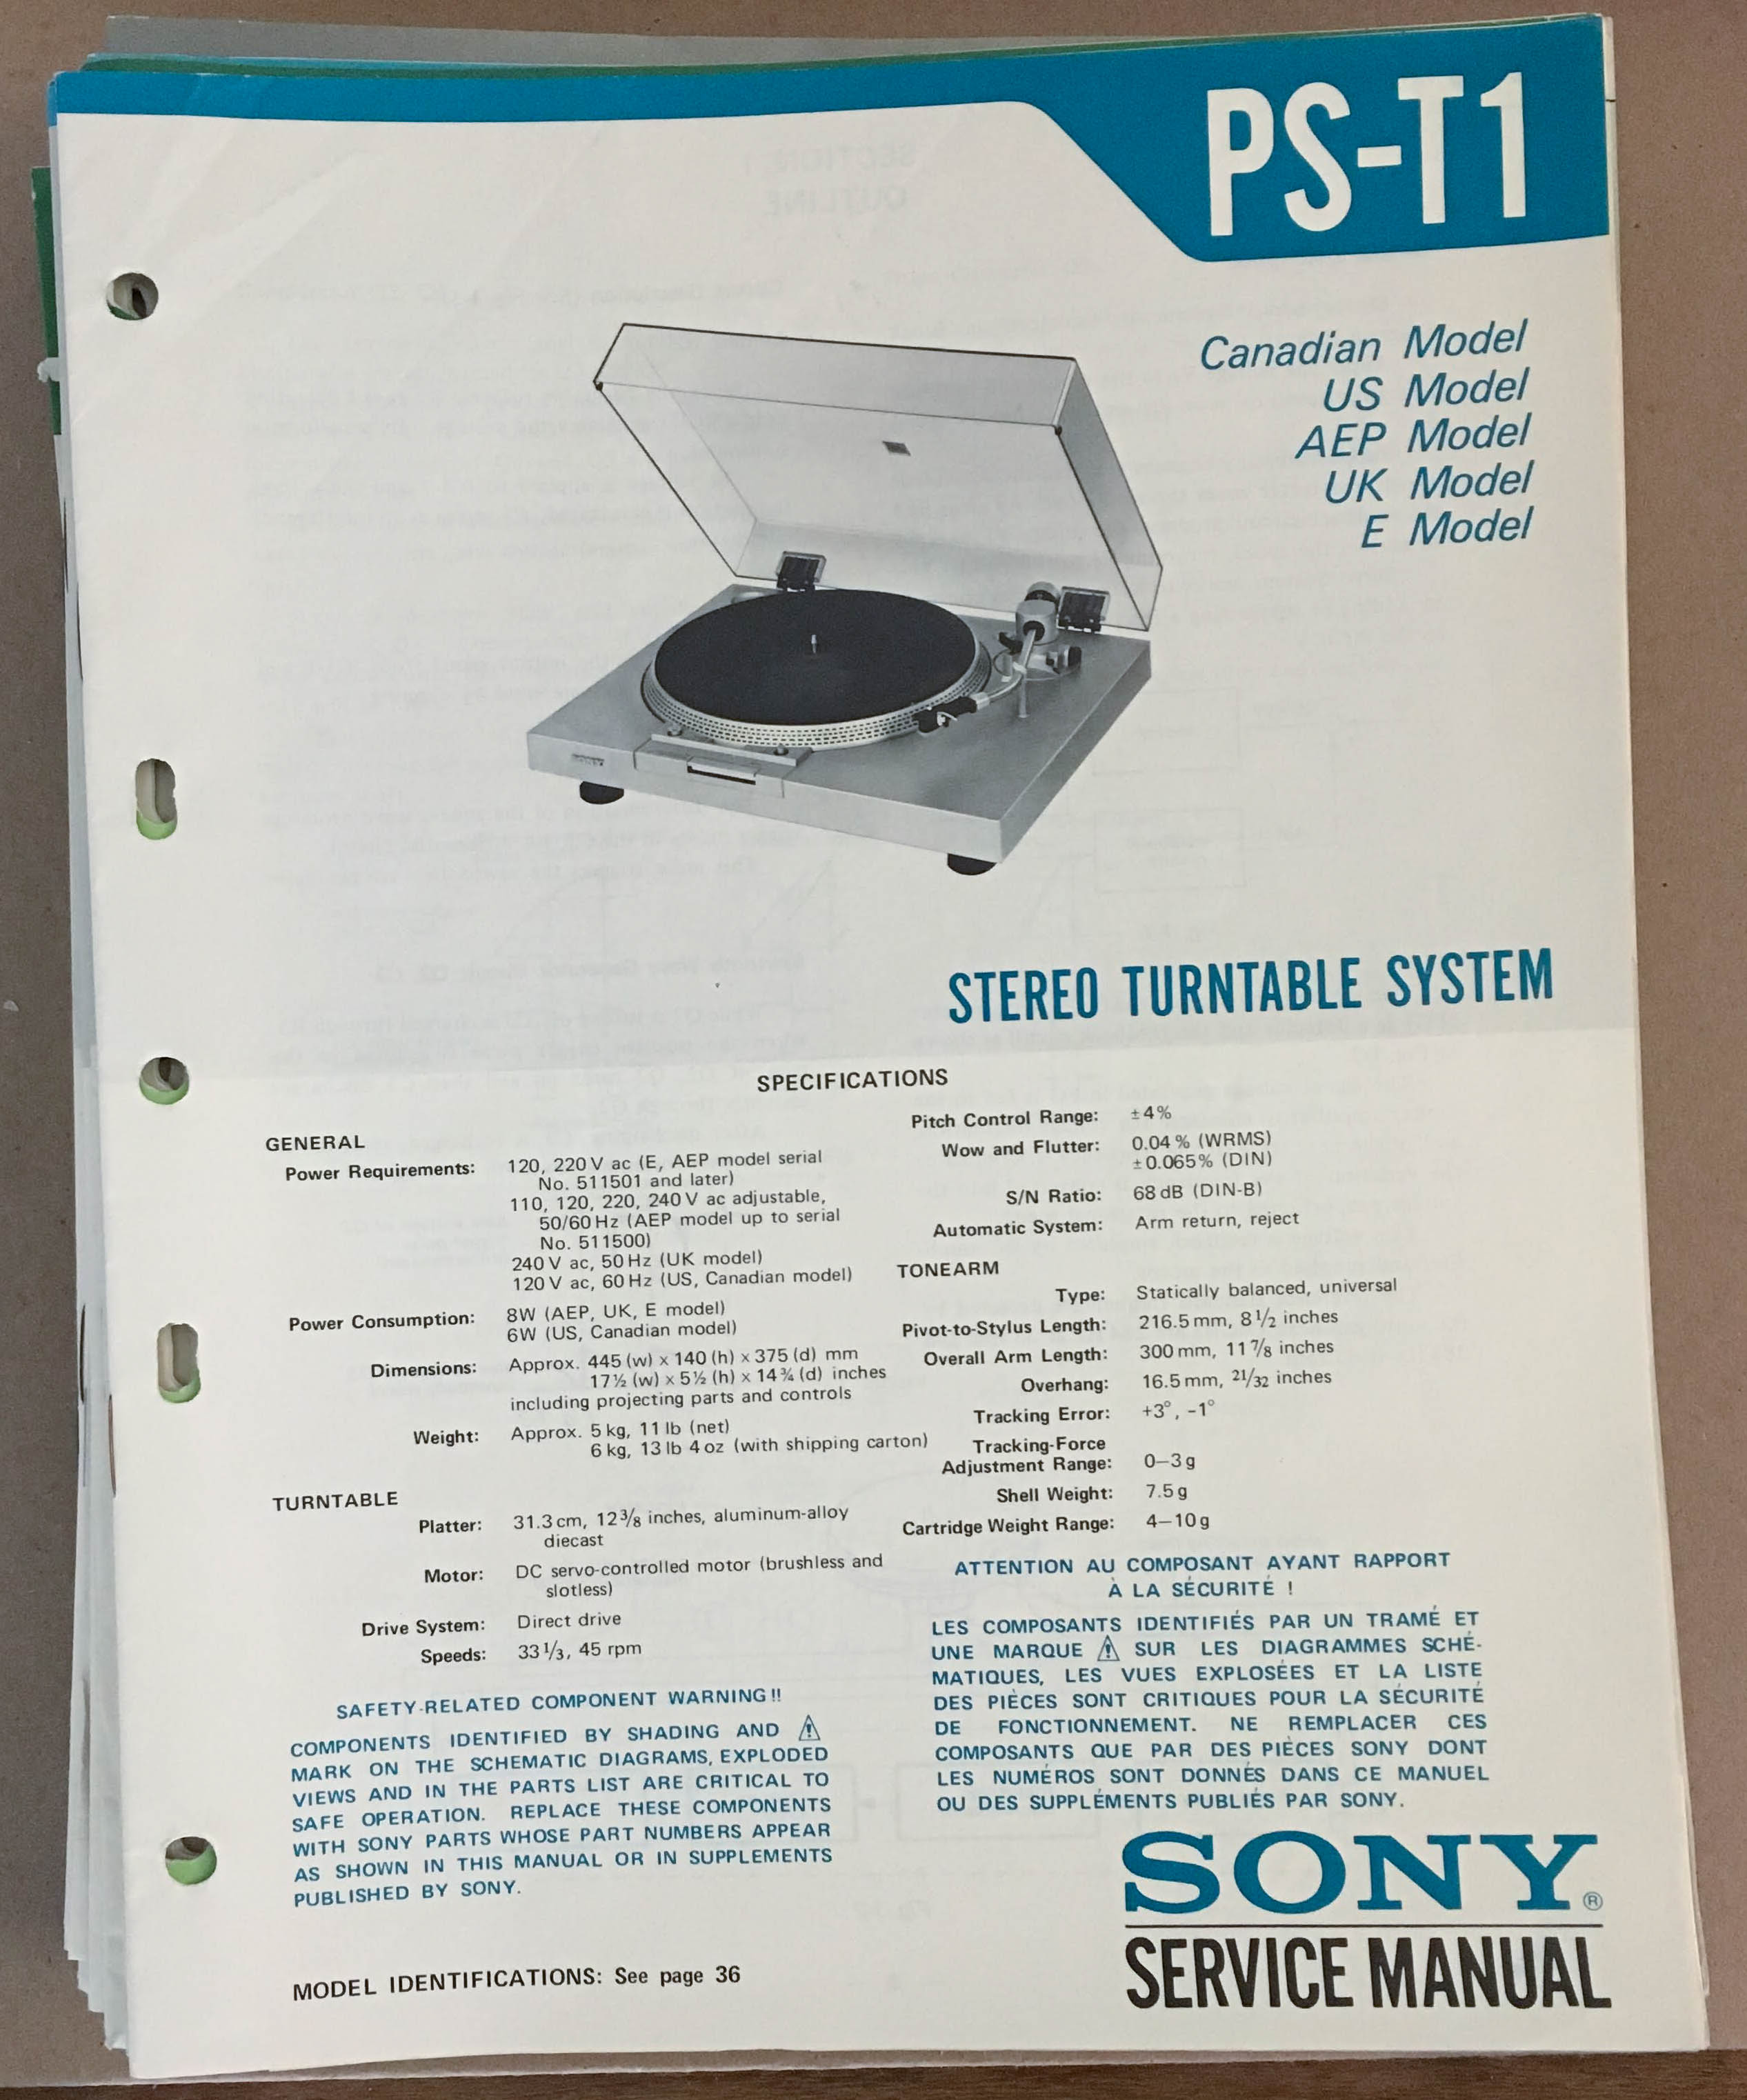 PS-T1
Canadian Model
US Model
AEP Model
UK Model
E Model
STEREO TURNTABLE SYSTEM
SPECIFICATIONS
GENERAL
Power Requirements: 120, 220 V ac (E, AEP model serial
No. 511501 and later)
110, 120, 220, 240 V ac adjustable,
50/60 Hz (AEP model up to serial
No. 511500)
240 V ac, 50 Hz (UK model)
120 V ac, 60 Hz (US, Canadian model)
Power Consumption: 8W (AEP, UK, E model)
6W (US, Canadian model)
Dimensions: Approx. 445 (w) x 140 (h) x 375 (d) mm
17½ (w) x 5½ (h) x 14¾ (d) inches
including projecting parts and controls
Weight: Approx. 5 kg, 11 lb (net)
6 kg, 13 lb 4 oz (with shipping carton)
TURNTABLE
Platter: 31.3 cm, 12 3/8 inches, aluminum-alloy
diecast
Motor: DC servo-controlled motor (brushless and
slotless)
Drive System: Direct drive
Speeds: 33 1/3, 45 rpm
SAFETY-RELATED COMPONENT WARNING!!
COMPONENTS IDENTIFIED BY SHADING AND ⚠
MARK ON THE SCHEMATIC DIAGRAMS, EXPLODED
VIEWS AND IN THE PARTS LIST ARE CRITICAL TO
SAFE OPERATION. REPLACE THESE COMPONENTS
WITH SONY PARTS WHOSE PART NUMBERS APPEAR
AS SHOWN IN THIS MANUAL OR IN SUPPLEMENTS
PUBLISHED BY SONY.
MODEL IDENTIFICATIONS: See page 36
Pitch Control Range: ±4%
Wow and Flutter: 0.04% (WRMS)
±0.065% (DIN)
S/N Ratio: 68 dB (DIN-B)
Automatic System: Arm return, reject
TONEARM
Type: Statically balanced, universal
Pivot-to-Stylus Length: 216.5 mm, 8 1/2 inches
Overall Arm Length: 300 mm, 11 7/8 inches
Overhang: 16.5 mm, 21/32 inches
Tracking Error: +3°, -1°
Tracking-Force
Adjustment Range: 0–3 g
Shell Weight: 7.5 g
Cartridge Weight Range: 4–10 g
ATTENTION AU COMPOSANT AYANT RAPPORT
À LA SÉCURITÉ !
LES COMPOSANTS IDENTIFIÉS PAR UN TRAMÉ ET
UNE MARQUE ⚠ SUR LES DIAGRAMMES SCHÉ-
MATIQUES, LES VUES EXPLOSÉES ET LA LISTE
DES PIÈCES SONT CRITIQUES POUR LA SÉCURITÉ
DE FONCTIONNEMENT. NE REMPLACER CES
COMPOSANTS QUE PAR DES PIÈCES SONY DONT
LES NUMÉROS SONT DONNÉS DANS CE MANUEL
OU DES SUPPLÉMENTS PUBLIÉS PAR SONY.
SONY®
SERVICE MANUAL